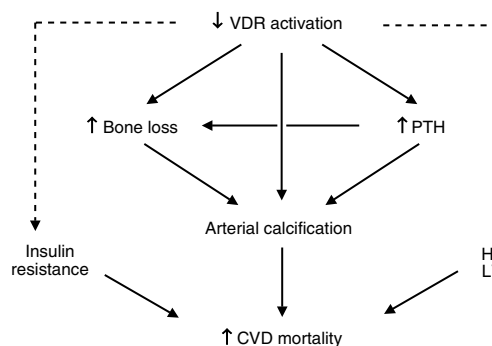 ↓ VDR activation
↑ Bone loss
↑ PTH
Arterial calcification
Insulin
resistance
H
L
↑ CVD mortality